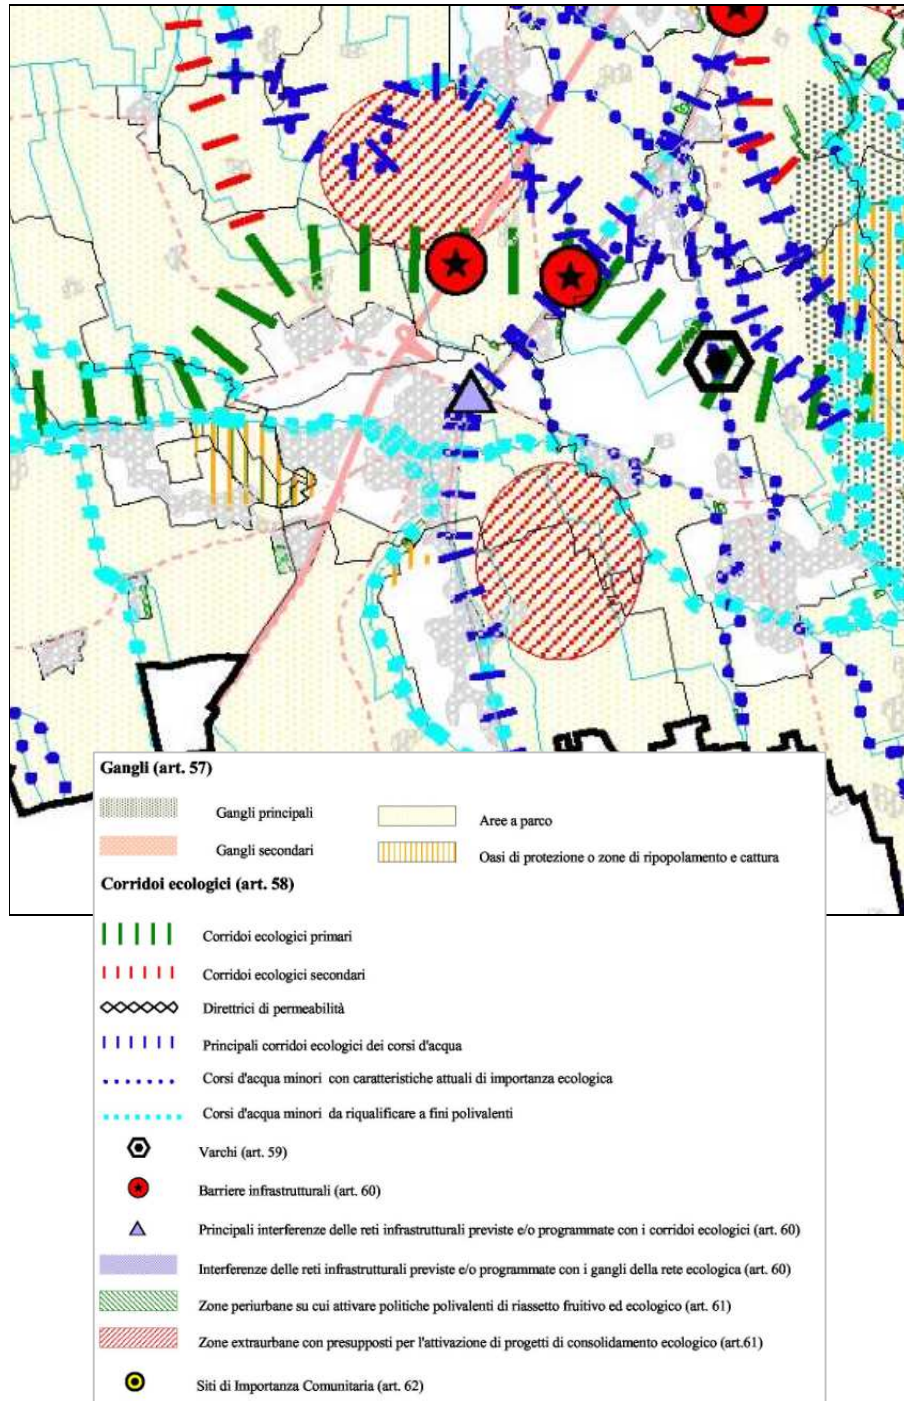 Gangli (art. 57)
Gangli principali
Aree a parco
Gangli secondari
Oasi di protezione o zone di ripopolamento e cattura
Corridoi ecologici (art. 58)
Corridoi ecologici primari
Corridoi ecologici secondari
Direttrici di permeabilità
Principali corridoi ecologici dei corsi d'acqua
Corsi d'acqua minori con caratteristiche attuali di importanza ecologica
Corsi d'acqua minori da riqualificare a fini polivalenti
Varchi (art. 59)
Barriere infrastrutturali (art. 60)
Principali interferenze delle reti infrastrutturali previste e/o programmate con i corridoi ecologici (art. 60)
Interferenze delle reti infrastrutturali previste e/o programmate con i gangli della rete ecologica (art. 60)
Zone periurbane su cui attivare politiche polivalenti di riassetto fruitivo ed ecologico (art. 61)
Zone extraurbane con presupposti per l'attivazione di progetti di consolidamento ecologico (art.61)
Siti di Importanza Comunitaria (art. 62)